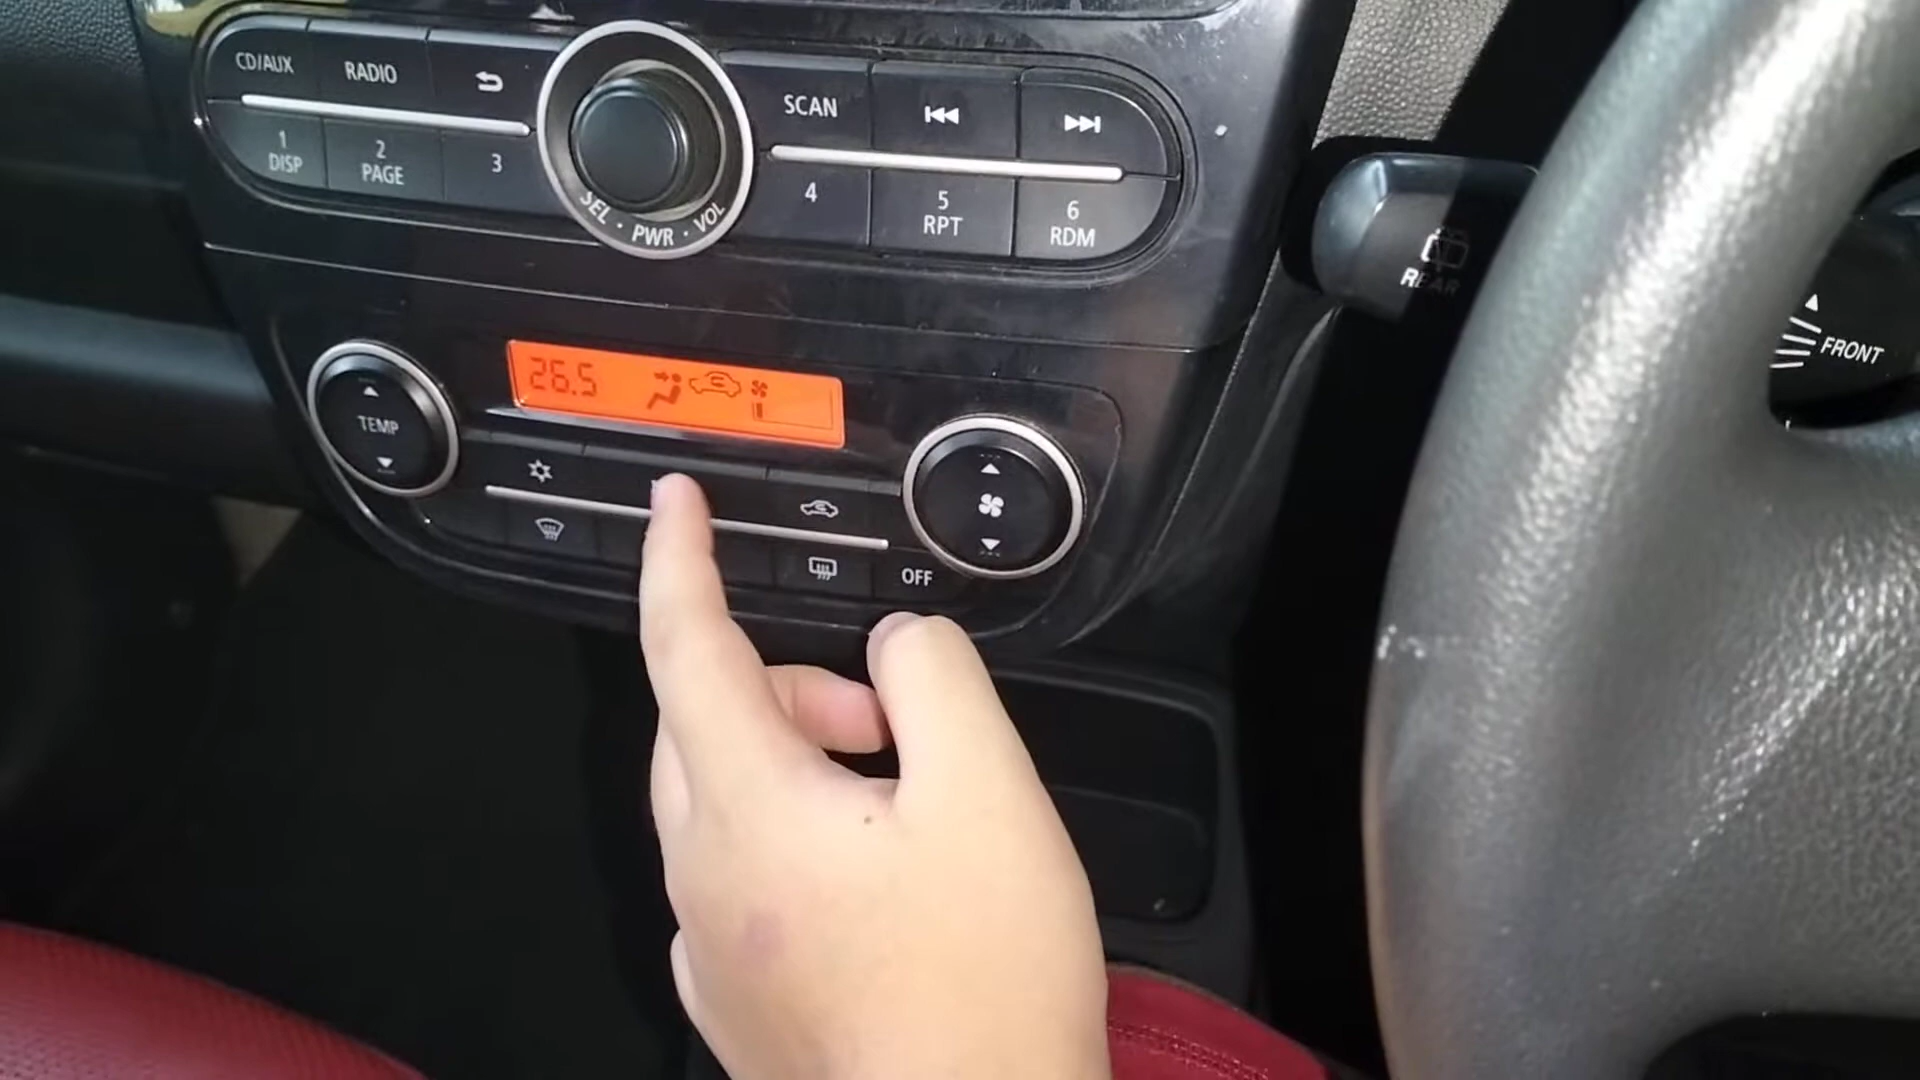 CD/AUX
RADIO
SCAN
1
DISP
2
PAGE
3
SEL · PWR · VOL
4
5
RPT
6
RDM
REAR
FRONT
26.5
TEMP
OFF